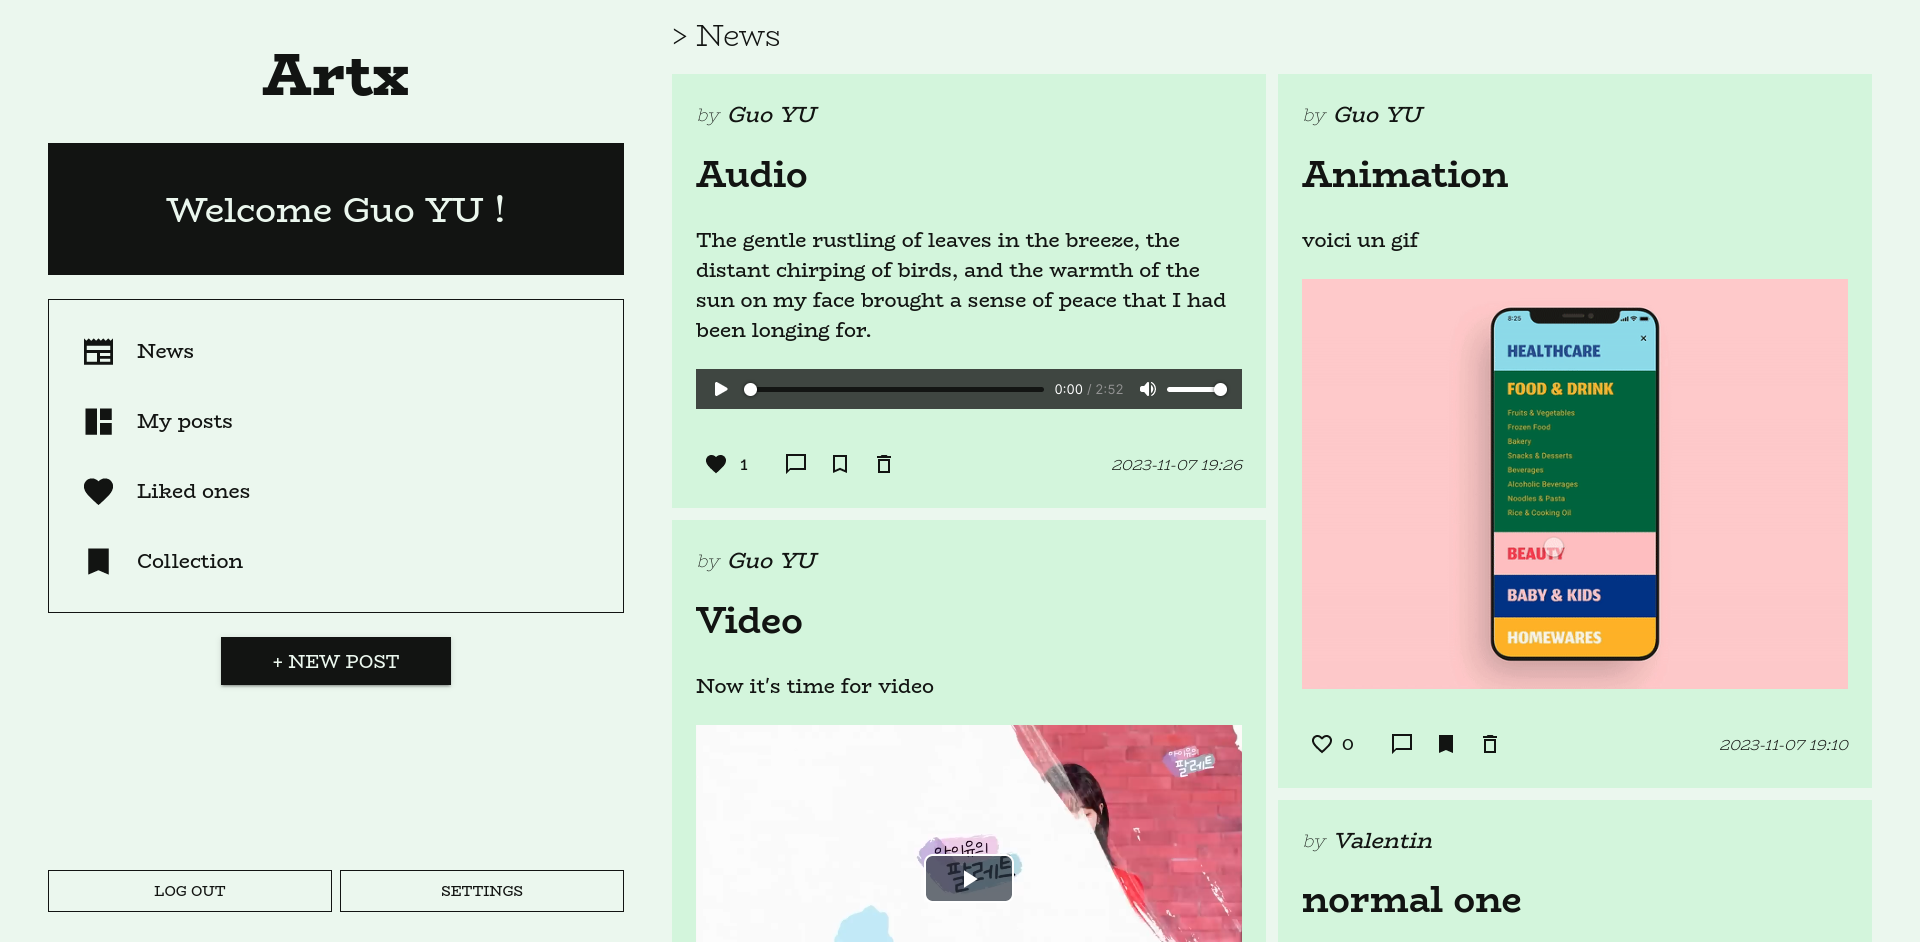 Artx
Welcome Guo YU !
News
My posts
Liked ones
Collection
+ NEW POST
LOG OUT
SETTINGS
> News
by Guo YU
Audio
The gentle rustling of leaves in the breeze, the
distant chirping of birds, and the warmth of the
sun on my face brought a sense of peace that I had
been longing for.
0:00 / 2:52
1
2023-11-07 19:26
by Guo YU
Video
Now it's time for video
아이유의
팔레트
아이유의
팔레트
by Guo YU
Animation
voici un gif
8:25
×
HEALTHCARE
FOOD & DRINK
Fruits & Vegetables
Frozen Food
Bakery
Snacks & Desserts
Beverages
Alcoholic Beverages
Noodles & Pasta
Rice & Cooking Oil
BEAUTY
BABY & KIDS
HOMEWARES
0
2023-11-07 19:10
by Valentin
normal one